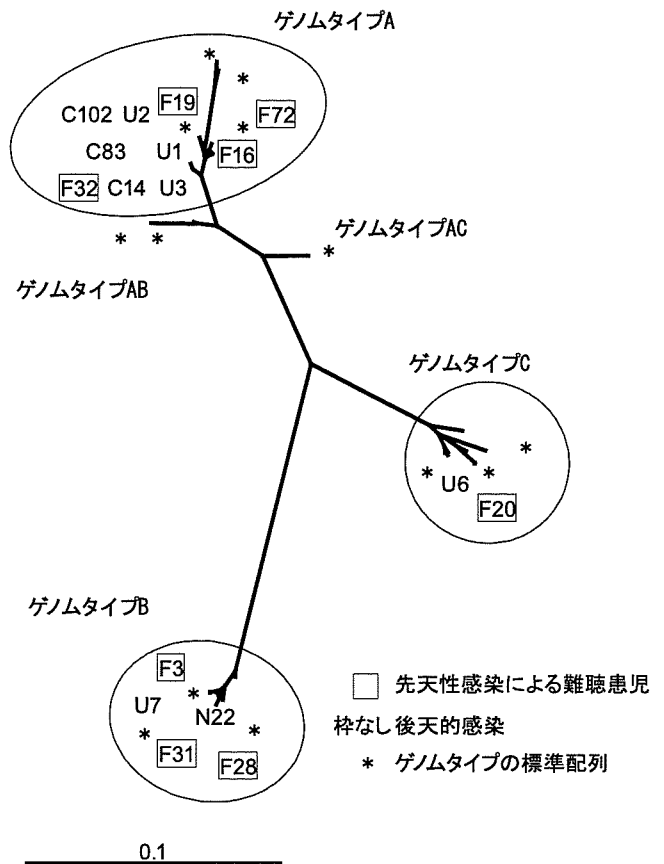 ゲノムタイプA
*
*
F19
F72
C102 U2
*
*
C83 U1 F16
F32 C14 U3
* *
ゲノムタイプAC
*
ゲノムタイプAB
ゲノムタイプC
*
* *
U6
F20
ゲノムタイプB
F3
*
U7
N22
* *
F31
F28
先天性感染による難聴患児
枠なし後天的感染
* ゲノムタイプの標準配列
0.1